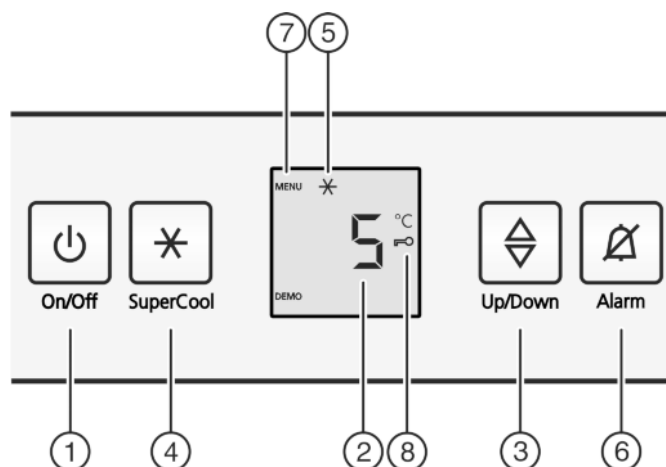 7 5
MENU
5 °C
DEMO
On/Off SuperCool Up/Down Alarm
1 4 2 8 3 6